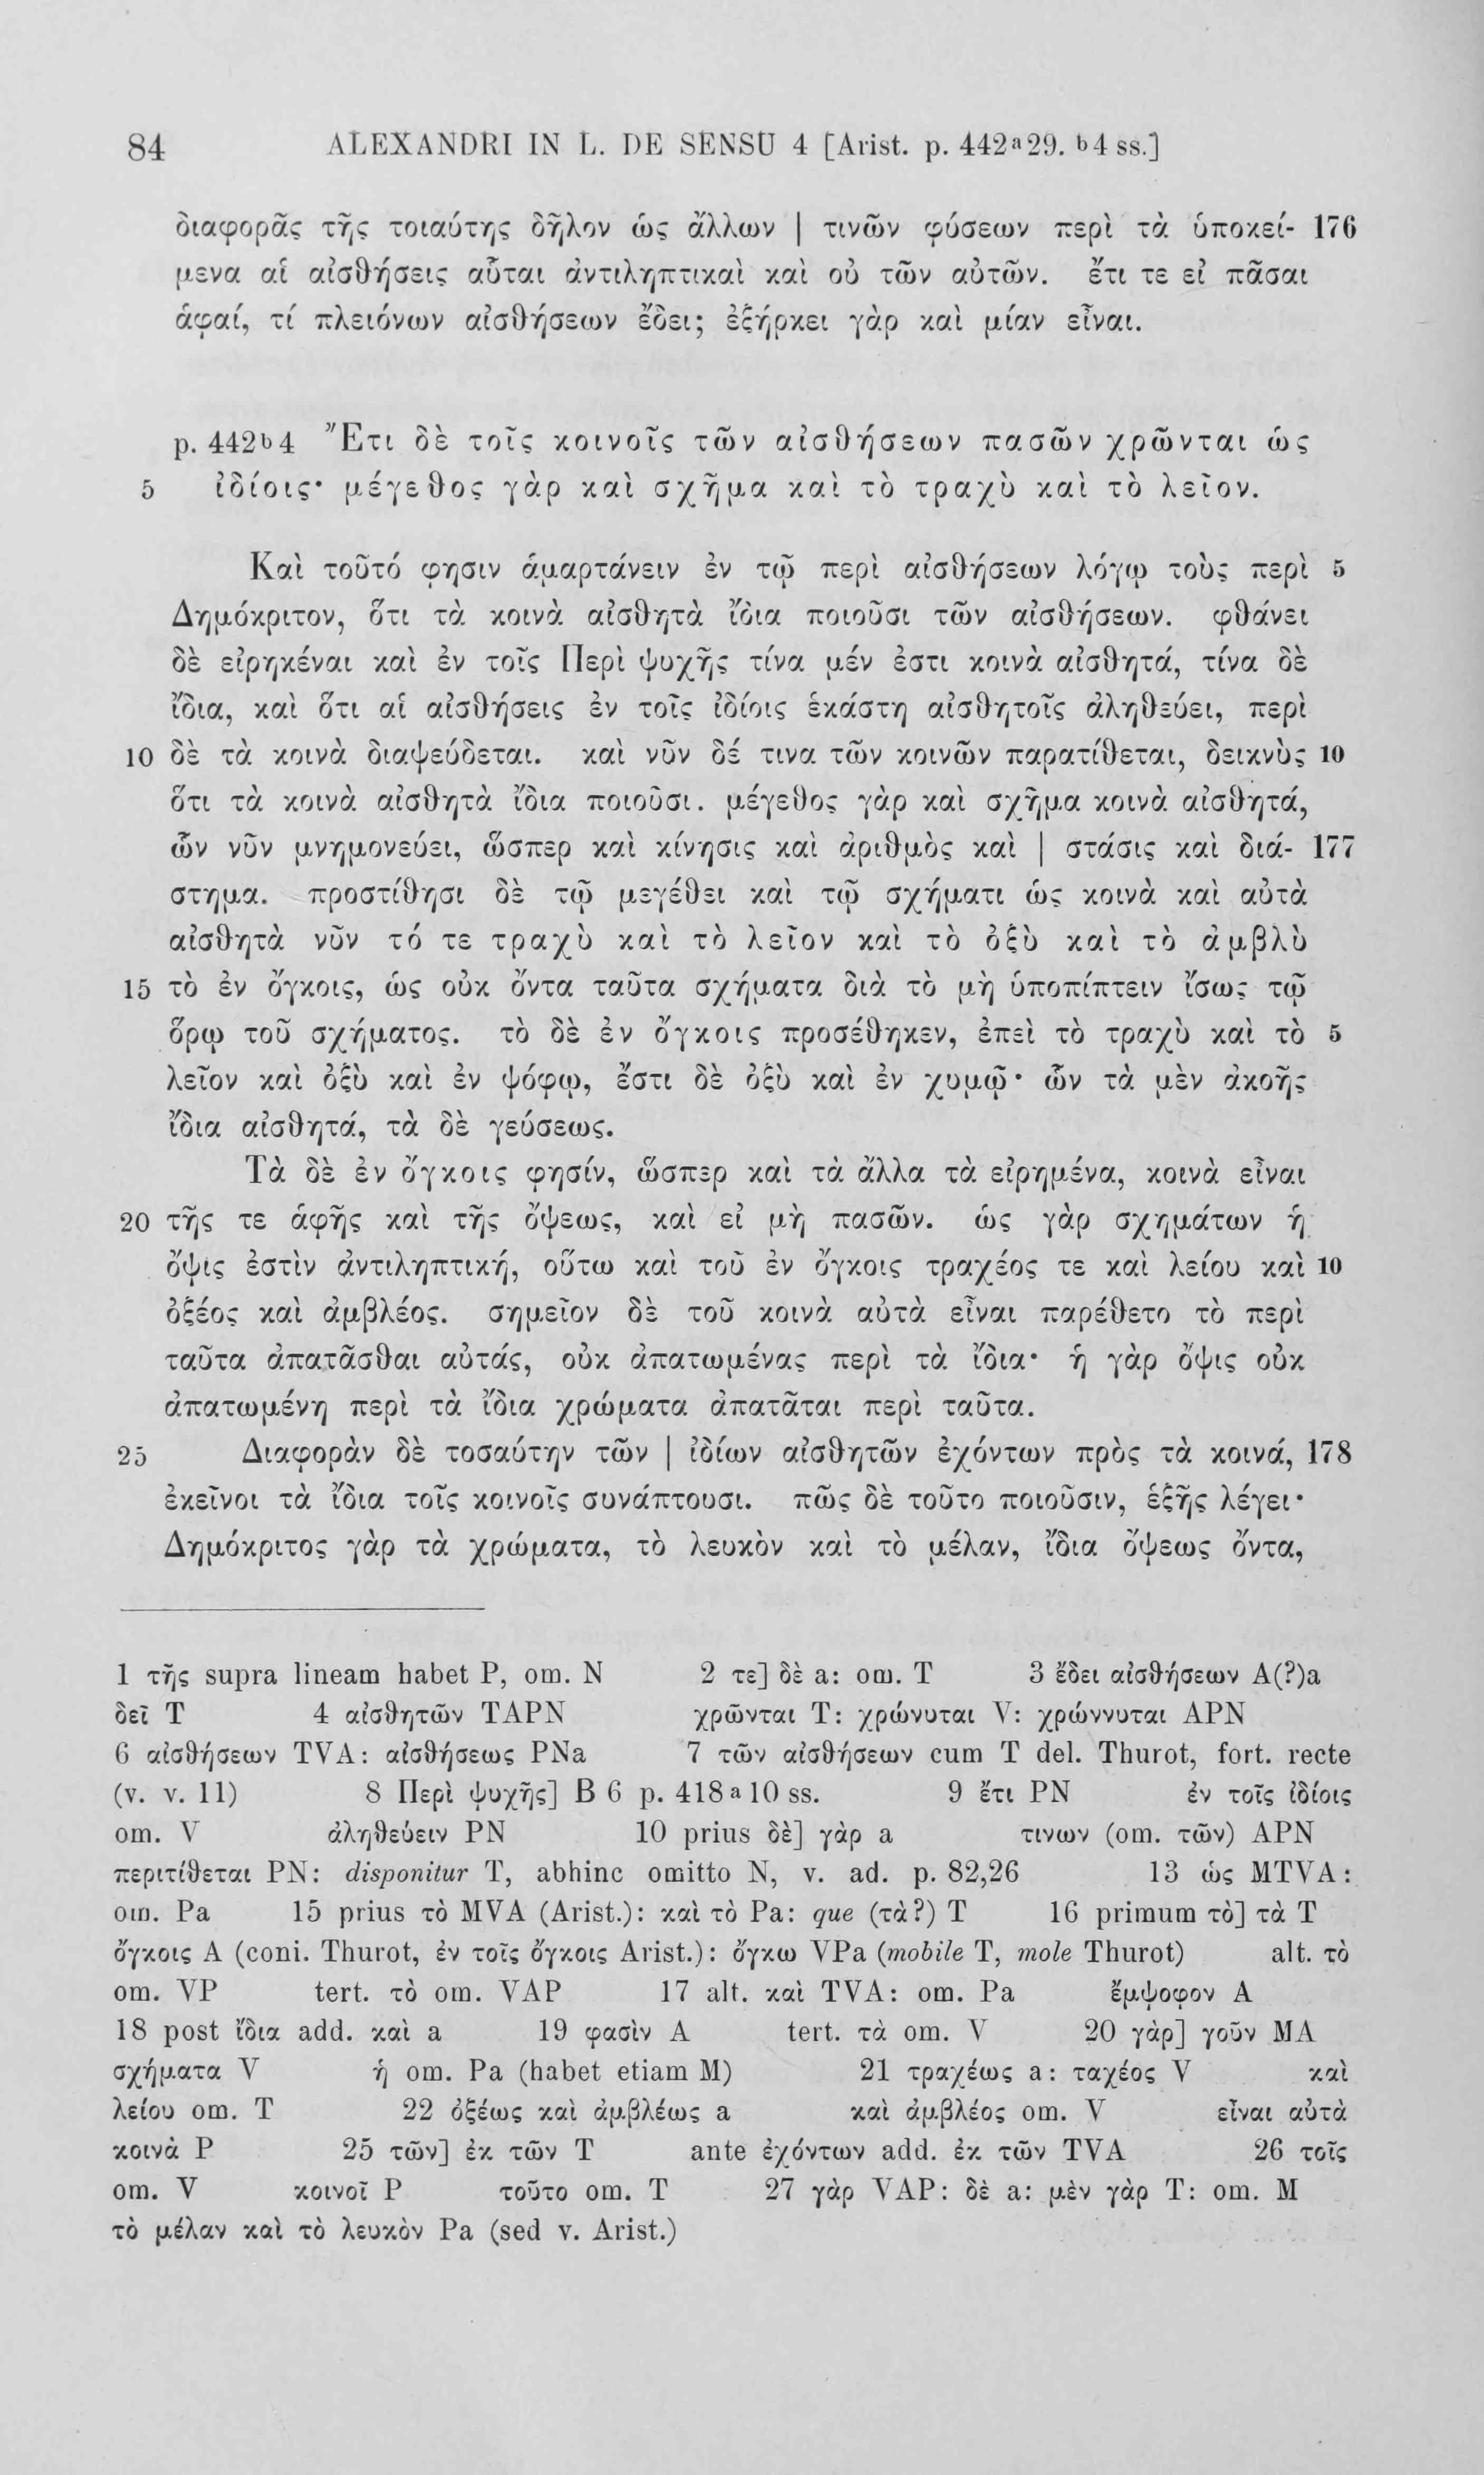 84 ALEXANDRI IN L. DE SENSU 4 [Arist. p. 442ᵃ29. ᵇ4 ss.]
διαφορᾶς τῆς τοιαύτης δῆλον ὡς ἄλλων | τινῶν φύσεων περὶ τὰ ὑποκεί- 176
μενα αἱ αἰσθήσεις αὗται ἀντιληπτικαὶ καὶ οὐ τῶν αὐτῶν. ἔτι τε εἰ πᾶσαι
ἁφαί, τί πλειόνων αἰσθήσεων ἔδει; ἐξήρκει γὰρ καὶ μίαν εἶναι.
p. 442ᵇ4 Ἔτι δὲ τοῖς κοινοῖς τῶν αἰσθήσεων πασῶν χρῶνται ὡς
5 ἰδίοις· μέγεθος γὰρ καὶ σχῆμα καὶ τὸ τραχὺ καὶ τὸ λεῖον.
Καὶ τοῦτό φησιν ἁμαρτάνειν ἐν τῷ περὶ αἰσθήσεων λόγῳ τοὺς περὶ 5
Δημόκριτον, ὅτι τὰ κοινὰ αἰσθητὰ ἴδια ποιοῦσι τῶν αἰσθήσεων. φθάνει
δὲ εἰρηκέναι καὶ ἐν τοῖς Περὶ ψυχῆς τίνα μέν ἐστι κοινὰ αἰσθητά, τίνα δὲ
ἴδια, καὶ ὅτι αἱ αἰσθήσεις ἐν τοῖς ἰδίοις ἑκάστη αἰσθητοῖς ἀληθεύει, περὶ
10 δὲ τὰ κοινὰ διαψεύδεται. καὶ νῦν δέ τινα τῶν κοινῶν παρατίθεται, δεικνὺς 10
ὅτι τὰ κοινὰ αἰσθητὰ ἴδια ποιοῦσι. μέγεθος γὰρ καὶ σχῆμα κοινὰ αἰσθητά,
ὧν νῦν μνημονεύει, ὥσπερ καὶ κίνησις καὶ ἀριθμὸς καὶ | στάσις καὶ διά- 177
στημα. προστίθησι δὲ τῷ μεγέθει καὶ τῷ σχήματι ὡς κοινὰ καὶ αὐτὰ
αἰσθητὰ νῦν τό τε τραχὺ καὶ τὸ λεῖον καὶ τὸ ὀξὺ καὶ τὸ ἀμβλὺ
15 τὸ ἐν ὄγκοις, ὡς οὐκ ὄντα ταῦτα σχήματα διὰ τὸ μὴ ὑποπίπτειν ἴσως τῷ
ὅρῳ τοῦ σχήματος. τὸ δὲ ἐν ὄγκοις προσέθηκεν, ἐπεὶ τὸ τραχὺ καὶ τὸ 5
λεῖον καὶ ὀξὺ καὶ ἐν ψόφῳ, ἔστι δὲ ὀξὺ καὶ ἐν χυμῷ· ὧν τὰ μὲν ἀκοῆς
ἴδια αἰσθητά, τὰ δὲ γεύσεως.
Τὰ δὲ ἐν ὄγκοις φησίν, ὥσπερ καὶ τὰ ἄλλα τὰ εἰρημένα, κοινὰ εἶναι
20 τῆς τε ἁφῆς καὶ τῆς ὄψεως, καὶ εἰ μὴ πασῶν. ὡς γὰρ σχημάτων ἡ
ὄψις ἐστὶν ἀντιληπτική, οὕτω καὶ τοῦ ἐν ὄγκοις τραχέος τε καὶ λείου καὶ 10
ὀξέος καὶ ἀμβλέος. σημεῖον δὲ τοῦ κοινὰ αὐτὰ εἶναι παρέθετο τὸ περὶ
ταῦτα ἀπατᾶσθαι αὐτάς, οὐκ ἀπατωμένας περὶ τὰ ἴδια· ἡ γὰρ ὄψις οὐκ
ἀπατωμένη περὶ τὰ ἴδια χρώματα ἀπατᾶται περὶ ταῦτα.
25 Διαφορὰν δὲ τοσαύτην τῶν | ἰδίων αἰσθητῶν ἐχόντων πρὸς τὰ κοινά, 178
ἐκεῖνοι τὰ ἴδια τοῖς κοινοῖς συνάπτουσι. πῶς δὲ τοῦτο ποιοῦσιν, ἑξῆς λέγει·
Δημόκριτος γὰρ τὰ χρώματα, τὸ λευκὸν καὶ τὸ μέλαν, ἴδια ὄψεως ὄντα,
1 τῆς supra lineam habet P, om. N 2 τε] δὲ a: om. T 3 ἔδει αἰσθήσεων A(?)a
δεῖ T 4 αἰσθητῶν TAPN χρῶνται T: χρώνυται V: χρώννυται APN
6 αἰσθήσεων TVA: αἰσθήσεως PNa 7 τῶν αἰσθήσεων cum T del. Thurot, fort. recte
(v. v. 11) 8 Περὶ ψυχῆς] B 6 p. 418ᵃ10 ss. 9 ἔτι PN ἐν τοῖς ἰδίοις
om. V ἀληθεύειν PN 10 prius δὲ] γὰρ a τινων (om. τῶν) APN
περιτίθεται PN: disponitur T, abhinc omitto N, v. ad. p. 82,26 13 ὡς MTVA:
om. Pa 15 prius τὸ MVA (Arist.): καὶ τὸ Pa: que (τὰ?) T 16 primum τὸ] τὰ T
ὄγκοις A (coni. Thurot, ἐν τοῖς ὄγκοις Arist.): ὄγκω VPa (mobile T, mole Thurot) alt. τὸ
om. VP tert. τὸ om. VAP 17 alt. καὶ TVA: om. Pa ἔμψοφον A
18 post ἴδια add. καὶ a 19 φασὶν A tert. τὰ om. V 20 γὰρ] γοῦν MA
σχήματα V ἡ om. Pa (habet etiam M) 21 τραχέως a: ταχέος V καὶ
λείου om. T 22 ὀξέως καὶ ἀμβλέως a καὶ ἀμβλέος om. V εἶναι αὐτὰ
κοινὰ P 25 τῶν] ἐκ τῶν T ante ἐχόντων add. ἐκ τῶν TVA 26 τοῖς
om. V κοινοῖ P τοῦτο om. T 27 γὰρ VAP: δὲ a: μὲν γὰρ T: om. M
τὸ μέλαν καὶ τὸ λευκὸν Pa (sed v. Arist.)